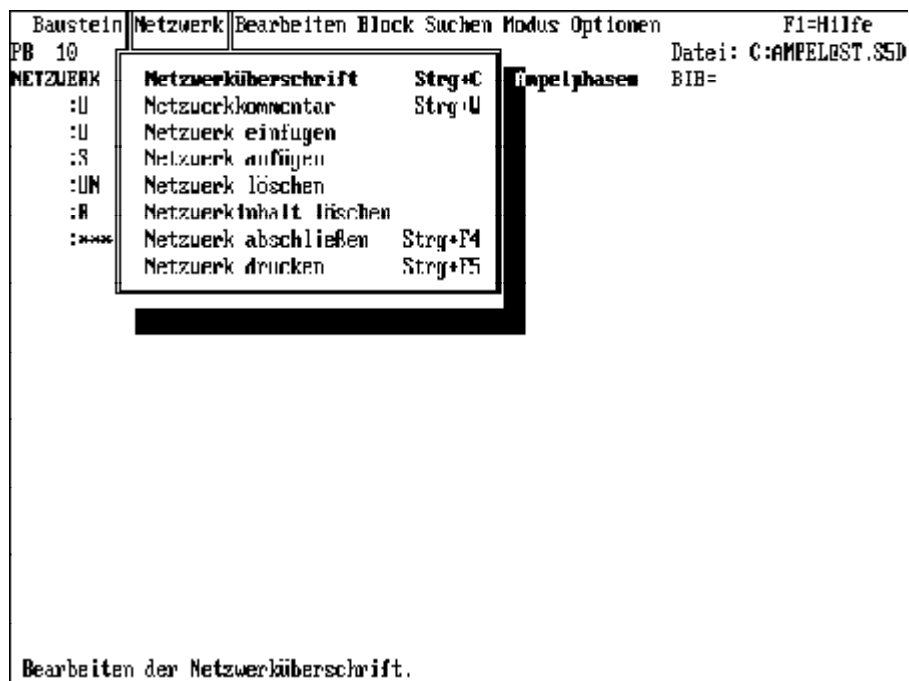 Baustein Netzwerk Bearbeiten Block Suchen Modus Optionen F1=Hilfe
PB 10 Datei: C:AMPEL@ST.S5D
NETZWERK Ampelphasen BIB=
Netzwerküberschrift Strg+C
:U Netzwerkkommentar Strg+W
:U Netzwerk einfügen
:S Netzwerk anfügen
:UN Netzwerk löschen
:R Netzwerkinhalt löschen
:*** Netzwerk abschließen Strg+F4
Netzwerk drucken Strg+F5
Bearbeiten der Netzwerküberschrift.